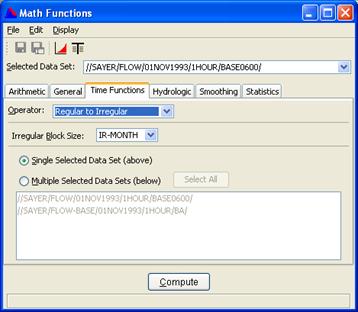 Math Functions
File Edit Display
Selected Data Set: //SAYER/FLOW/01NOV1993/1HOUR/BASE0600/
Arithmetic General Time Functions Hydrologic Smoothing Statistics
Operator: Regular to Irregular
Irregular Block Size: IR-MONTH
Single Selected Data Set (above)
Multiple Selected Data Sets (below) Select All
//SAYER/FLOW/01NOV1993/1HOUR/BASE0600/
//SAYER/FLOW-BASE/01NOV1993/1HOUR/BA/
Compute